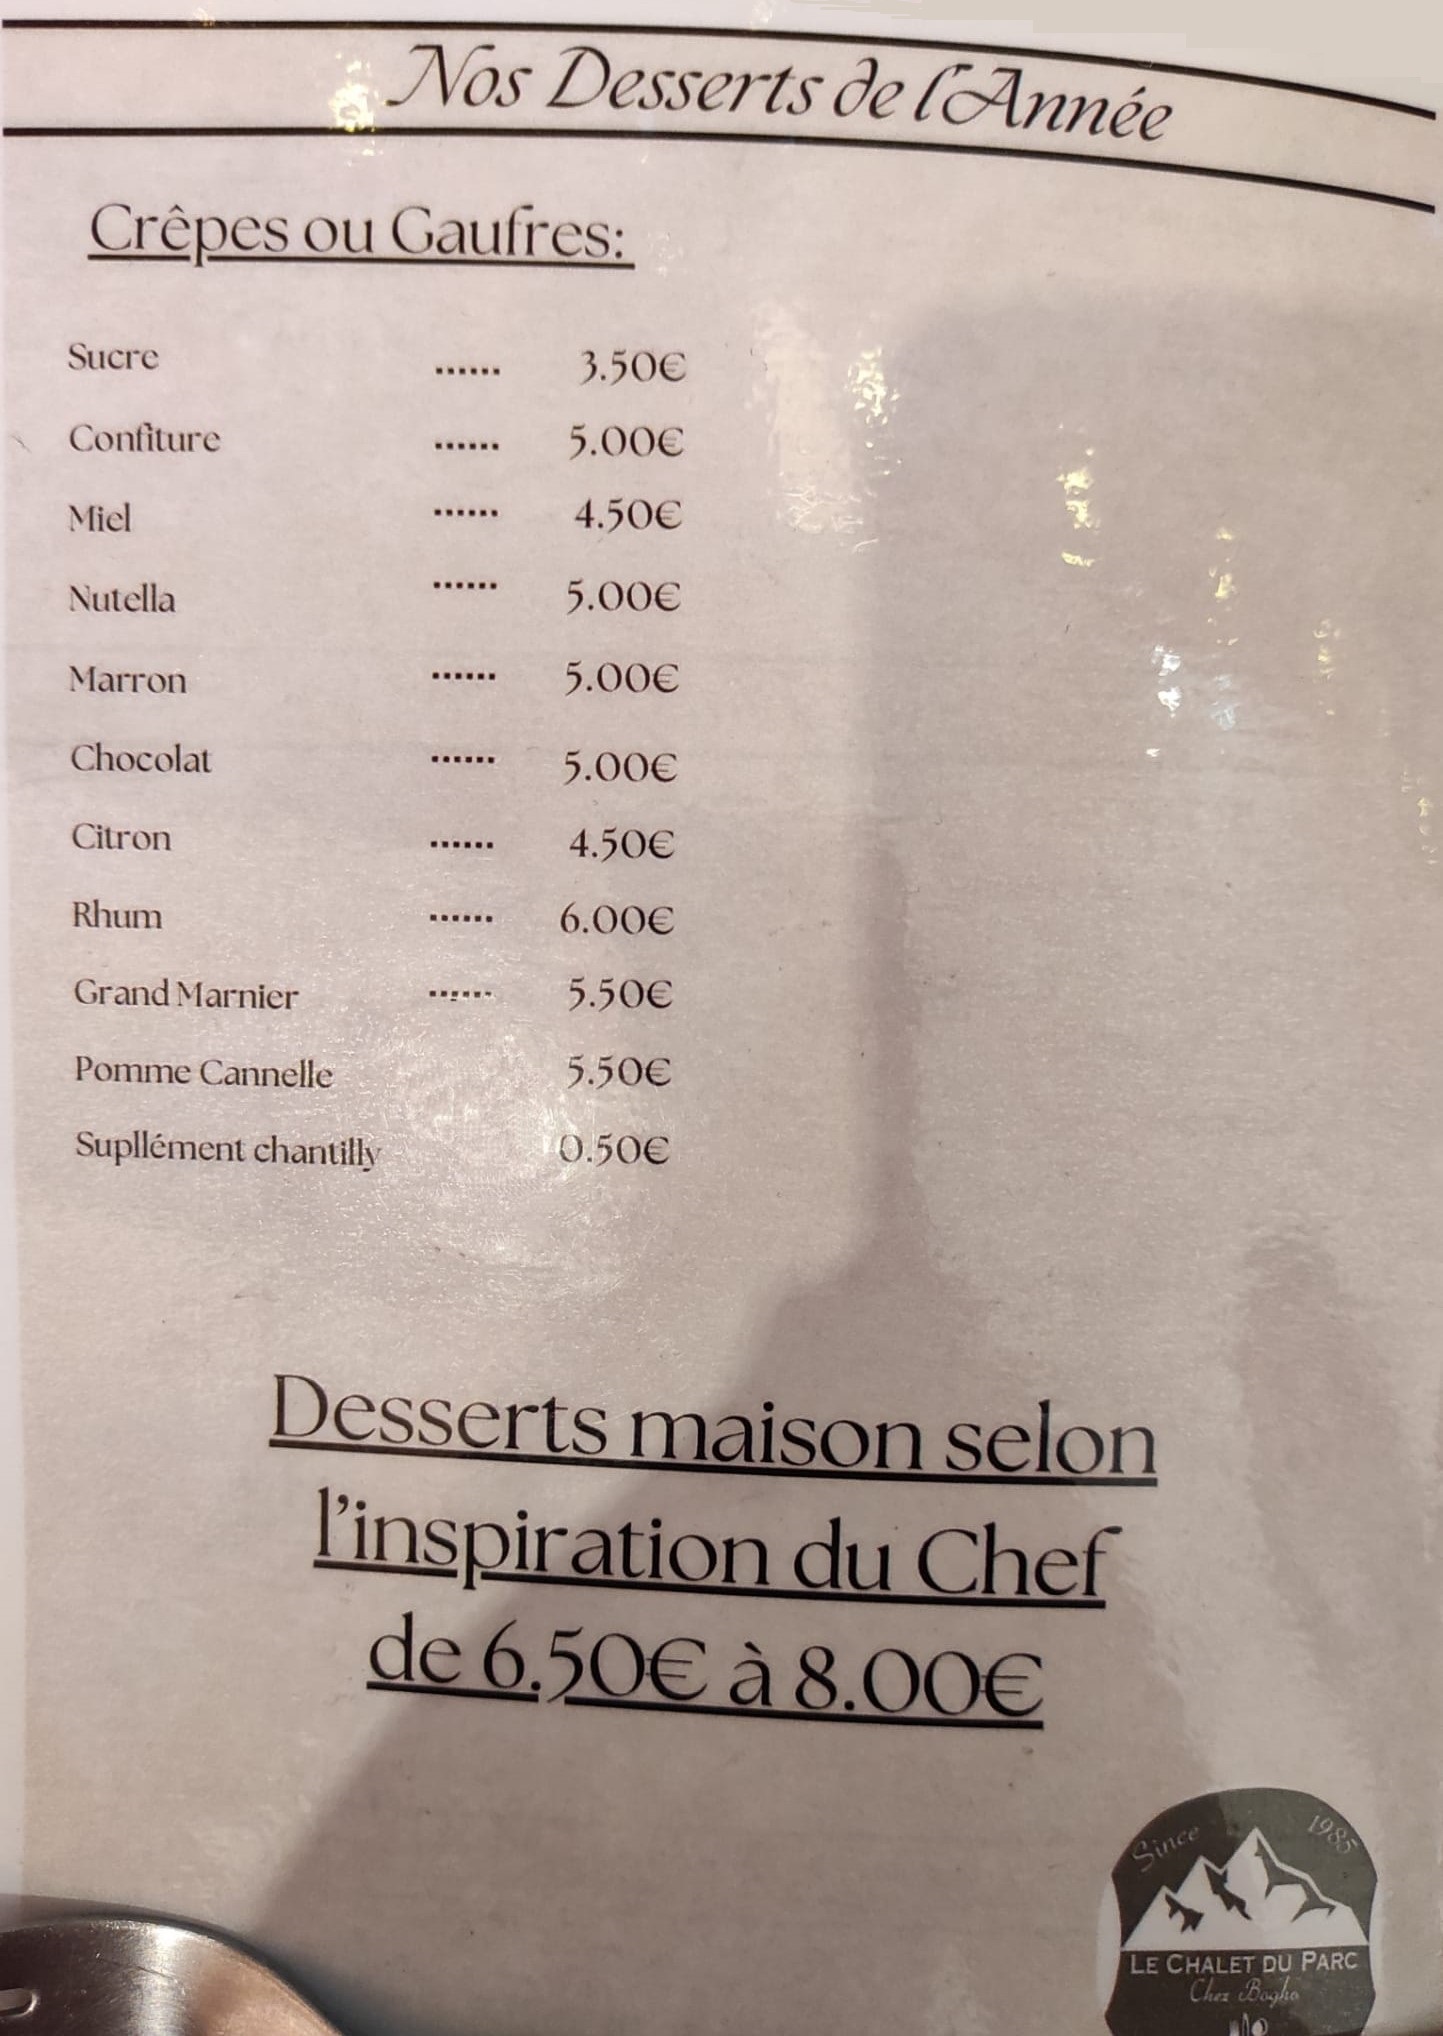 Nos Desserts de l'Année
Crêpes ou Gaufres:
Sucre ...... 3.50€
Confiture ...... 5.00€
Miel ...... 4.50€
Nutella ...... 5.00€
Marron ...... 5.00€
Chocolat ...... 5.00€
Citron ...... 4.50€
Rhum ...... 6.00€
Grand Marnier ...... 5.50€
Pomme Cannelle 5.50€
Supllément chantilly 0.50€
Desserts maison selon
l'inspiration du Chef
de 6.50€ à 8.00€
Since 1985
LE CHALET DU PARC
Chez